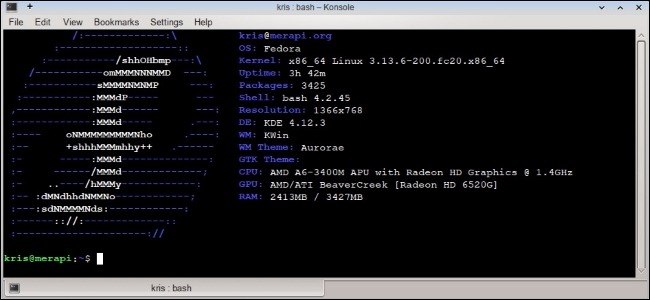 kris : bash – Konsole
File Edit View Bookmarks Settings Help
/:-------------:\ kris@merapi.org
:-------------------:: OS: Fedora
:-----------/shhOHbmp---:\ Kernel: x86_64 Linux 3.13.6-200.fc20.x86_64
/-----------omMMMNNNMMD ---: Uptime: 3h 42m
:-----------sMMMMNMNMP ---: Packages: 3425
:-----------:MMMdP------- ---\ Shell: bash 4.2.45
,------------:MMMd-------- ---: Resolution: 1366x768
:------------:MMMd------- .---: DE: KDE 4.12.3
:---- oNMMMMMMMMMNho .----: WM: KWin
:-- .+shhhMMMmhhy++ .------/ WM Theme: Aurorae
:- -------:MMMd--------------: GTK Theme:
:- --------/MMMd-------------; CPU: AMD A6-3400M APU with Radeon HD Graphics @ 1.4GHz
:- ------/hMMMy------------: GPU: AMD/ATI BeaverCreek [Radeon HD 6520G]
:-- :dMNdhhdNMMNo------------; RAM: 2413MB / 3427MB
:---:sdNMMMMNds:------------:
:------:://:-------------::
:---------------------://
kris@merapi:~$
kris : bash